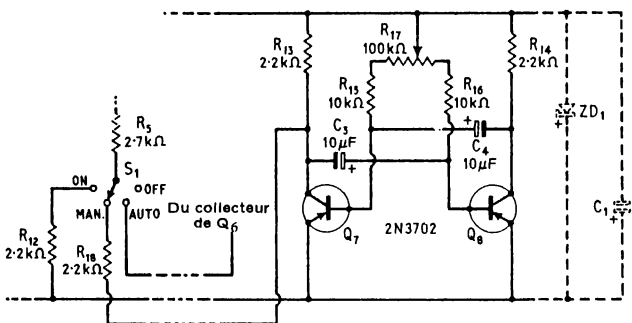 R13
2.2kΩ
R17
100kΩ
R14
2.2kΩ
R15
10kΩ
R16
10kΩ
ZD1
+
C3
10μF
+
+
C4
10μF
C1
+
R5
2.7kΩ
S1
ON
OFF
MAN.
AUTO
Du collecteur
de Q6
R12
2.2kΩ
R18
2.2kΩ
Q7
2N3702
Q8